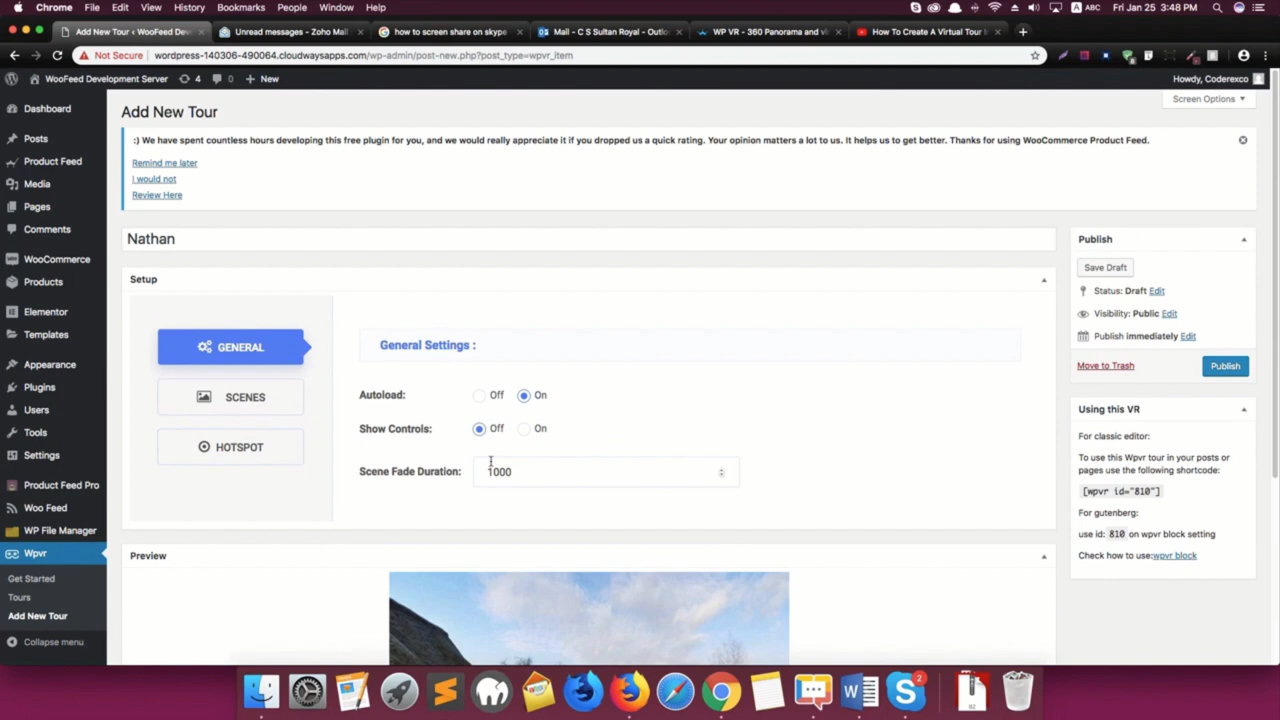 Chrome File Edit View History Bookmarks People Window Help
ABC Fri Jan 25 3:48 PM
Add New Tour ‹ WooFeed Deve
Unread messages - Zoho Mail
how to screen share on skype
Mail - C S Sultan Royal - Outlo
WP VR - 360 Panorama and vi
How To Create A Virtual Tour I
Not Secure wordpress-140306-490064.cloudwaysapps.com/wp-admin/post-new.php?post_type=wpvr_item
WooFeed Development Server 4 0 New
Howdy, Coderexco
Dashboard
Posts
Product Feed
Media
Pages
Comments
WooCommerce
Products
Elementor
Templates
Appearance
Plugins
Users
Tools
Settings
Product Feed Pro
Woo Feed
WP File Manager
Wpvr
Get Started
Tours
Add New Tour
Collapse menu
Screen Options
Add New Tour
:) We have spent countless hours developing this free plugin for you, and we would really appreciate it if you dropped us a quick rating. Your opinion matters a lot to us. It helps us to get better. Thanks for using WooCommerce Product Feed.
Remind me later
I would not
Review Here
Nathan
Setup
GENERAL
SCENES
HOTSPOT
General Settings :
Autoload: Off On
Show Controls: Off On
Scene Fade Duration: 1000
Preview
Publish
Save Draft
Status: Draft Edit
Visibility: Public Edit
Publish immediately Edit
Move to Trash Publish
Using this VR
For classic editor:
To use this Wpvr tour in your posts or
pages use the following shortcode:
[wpvr id="810"]
For gutenberg:
use id: 810 on wpvr block setting
Check how to use:wpvr block
2